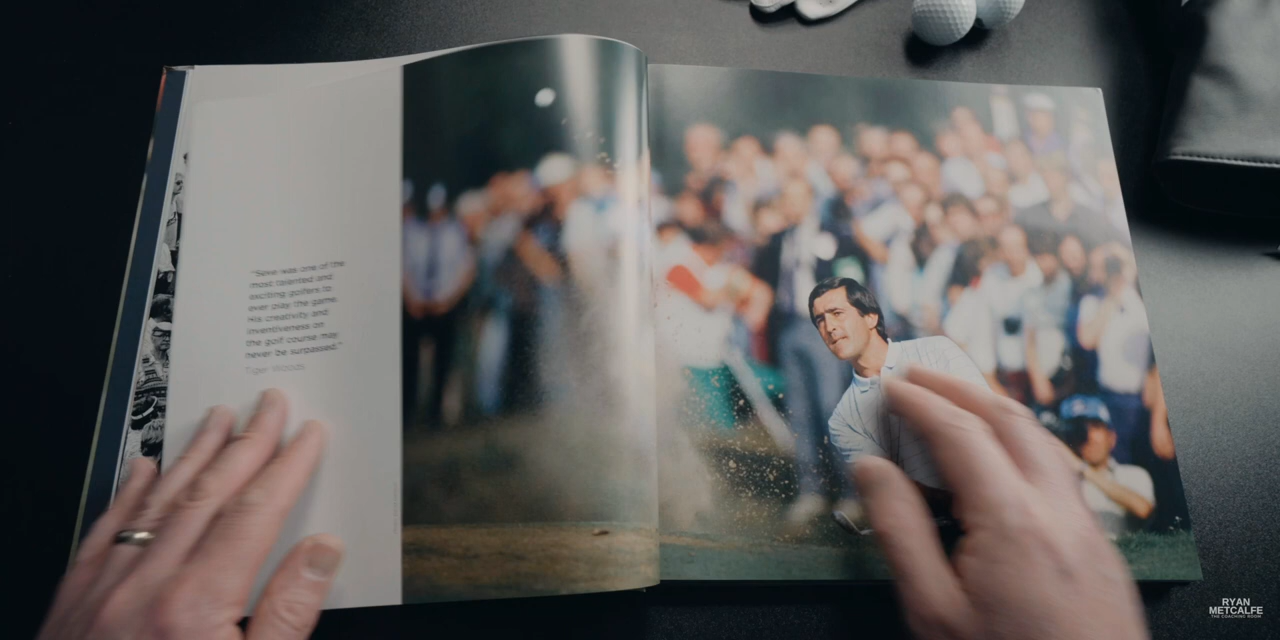 "Seve was one of the
most talented and
exciting golfers to
ever play the game.
His creativity and
inventiveness on
the golf course may
never be surpassed."
Tiger Woods
RYAN
METCALFE
THE COACHING ROOM